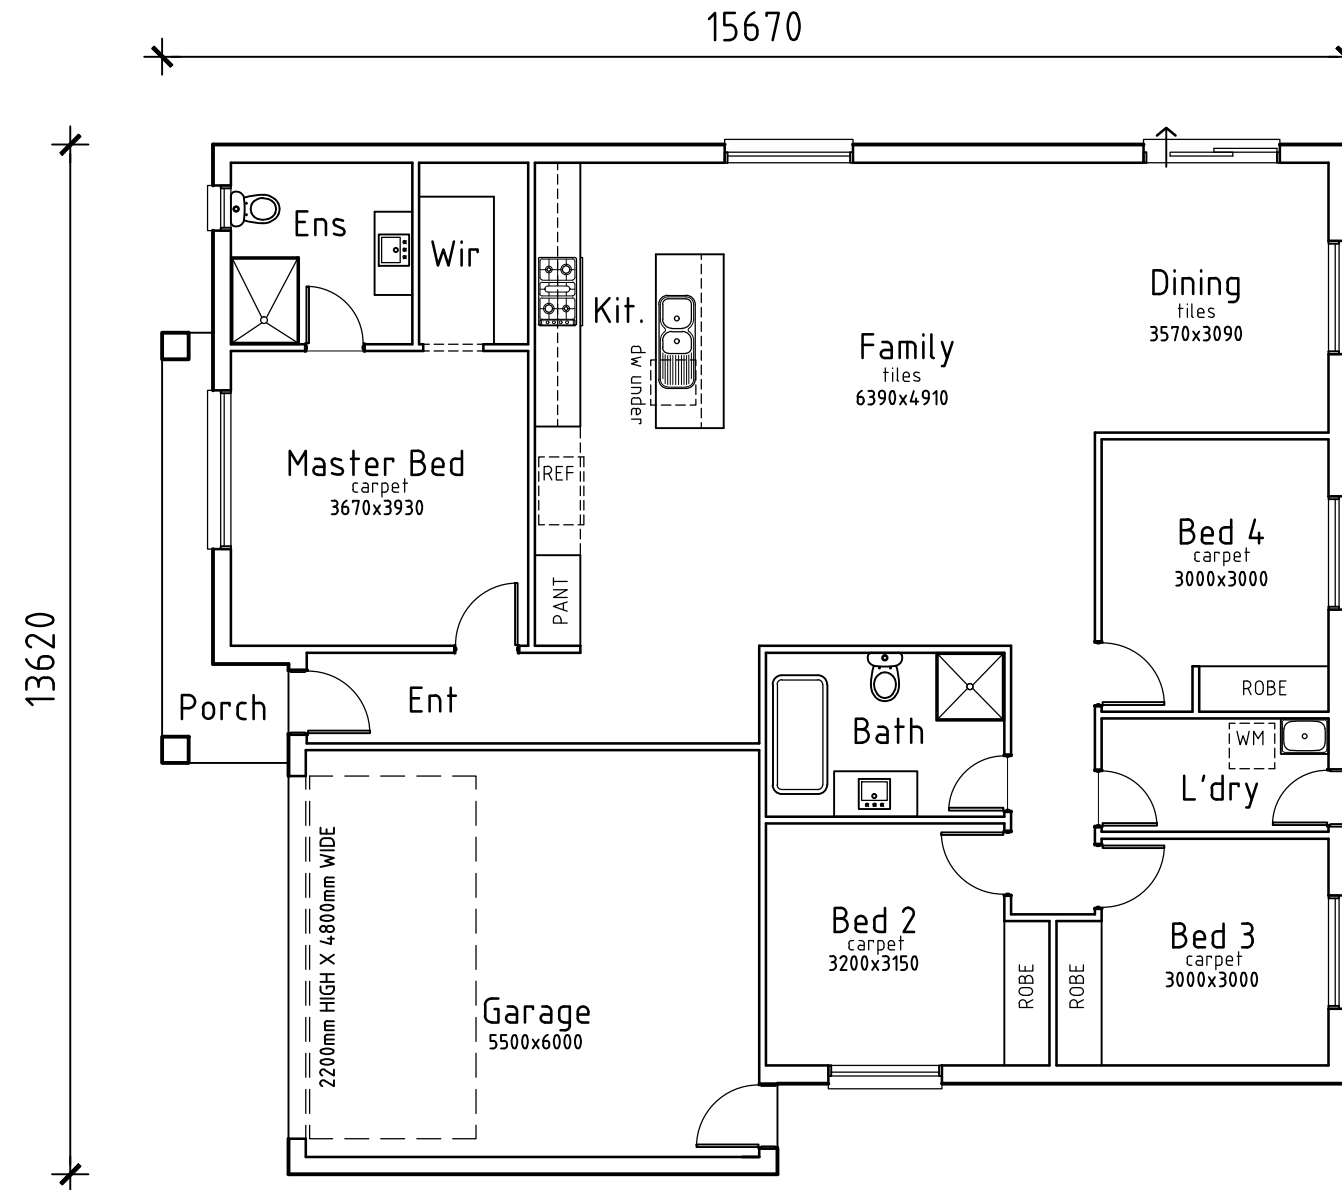 15670
13620
Ens
Wir
Kit.
dw under
Dining
tiles
3570x3090
Family
tiles
6390x4910
Master Bed
carpet
3670x3930
REF
PANT
Bed 4
carpet
3000x3000
ROBE
Porch
Ent
Bath
WM
L'dry
2200mm HIGH X 4800mm WIDE
Garage
5500x6000
Bed 2
carpet
3200x3150
ROBE
ROBE
Bed 3
carpet
3000x3000